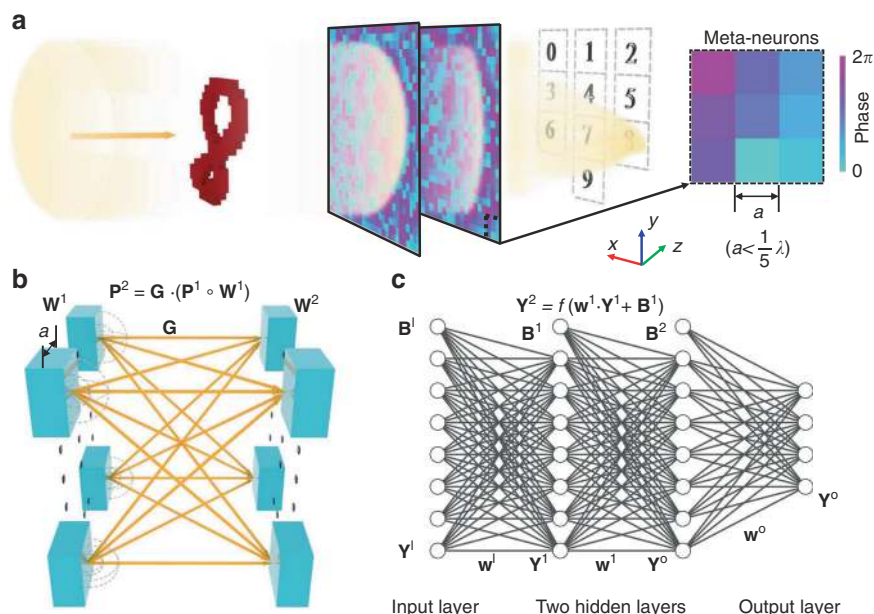 a
0 1 2
3 4 5
6 7 8
9
Meta-neurons
2π
Phase
0
a
(a<1/5 λ)
x y z
b
P² = G ·(P¹ ∘ W¹)
W¹
W²
a
G
c
Y² = f (w¹·Y¹+ B¹)
Bᴵ
B¹
B²
Yᴵ
wᴵ
Y¹
w¹
Yᵒ
wᵒ
Yᵒ
Input layer
Two hidden layers
Output layer